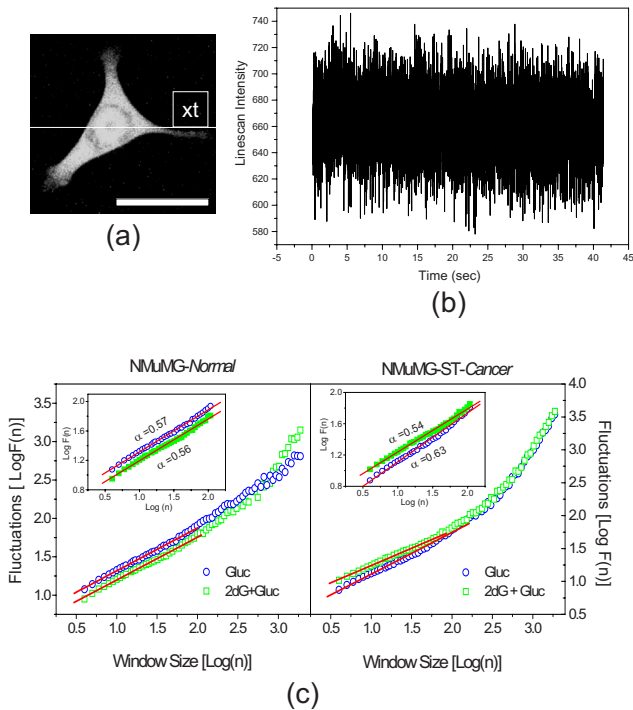 xt
(a)
Linescan Intensity
740
720
700
680
660
640
620
600
580
-5 0 5 10 15 20 25 30 35 40 45
Time (sec)
(b)
NMuMG-Normal
NMuMG-ST-Cancer
Fluctuations [ LogF(n)]
3.5
3.0
2.5
2.0
1.5
1.0
Log F(n)
2.0
1.6
1.2
0.8
α =0.57
α =0.56
0.5 1.0 1.5 2.0
Log (n)
Gluc
2dG+Gluc
0.5 1.0 1.5 2.0 2.5 3.0
Window Size [Log(n)]
Log F(n)
2.0
1.6
1.2
0.8
α =0.54
α =0.63
0.5 1.0 1.5 2.0
Log (n)
Gluc
2dG + Gluc
0.5 1.0 1.5 2.0 2.5 3.0
Window Size [Log(n)]
4.0
3.5
3.0
2.5
2.0
1.5
1.0
0.5
0.0
Fluctuations [Log F(n)]
(c)